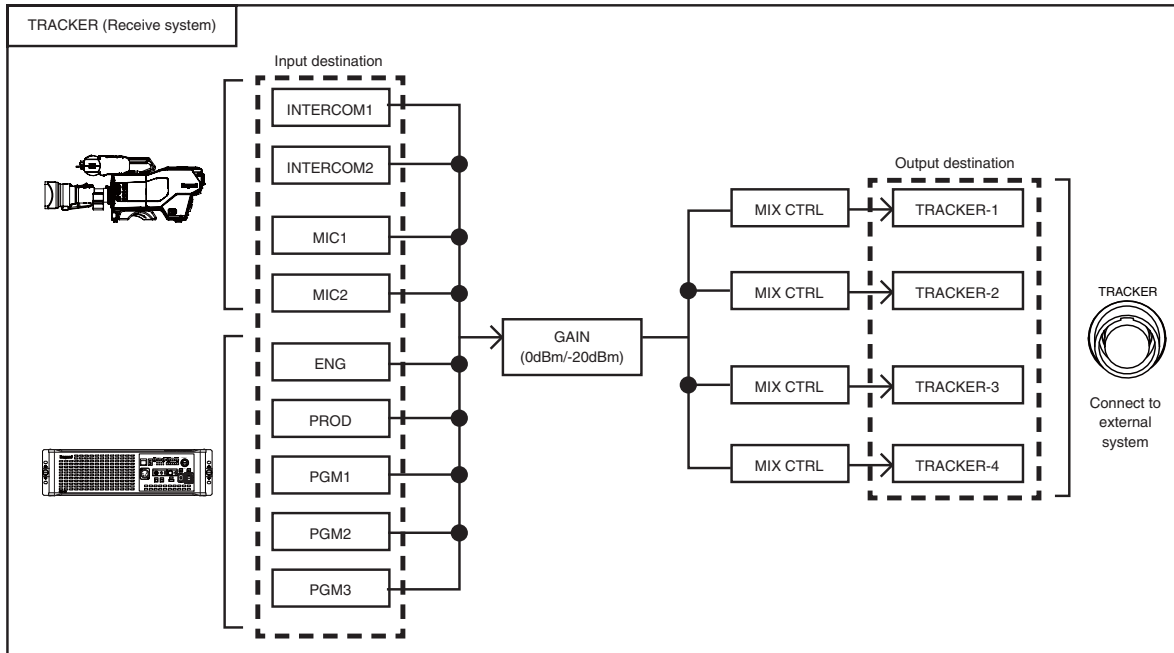 TRACKER (Receive system)
Input destination
INTERCOM1
INTERCOM2
MIC1
MIC2
ENG
PROD
PGM1
PGM2
PGM3
GAIN
(0dBm/-20dBm)
MIX CTRL
MIX CTRL
MIX CTRL
MIX CTRL
Output destination
TRACKER-1
TRACKER-2
TRACKER-3
TRACKER-4
TRACKER
Connect to
external
system